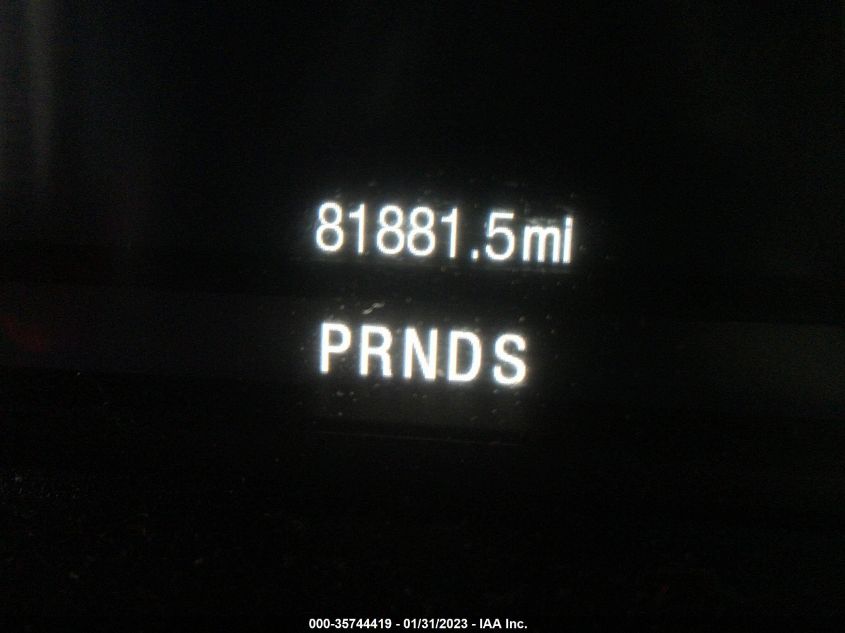 81881.5mi
PRNDS
000-35744419 - 01/31/2023 - IAA Inc.